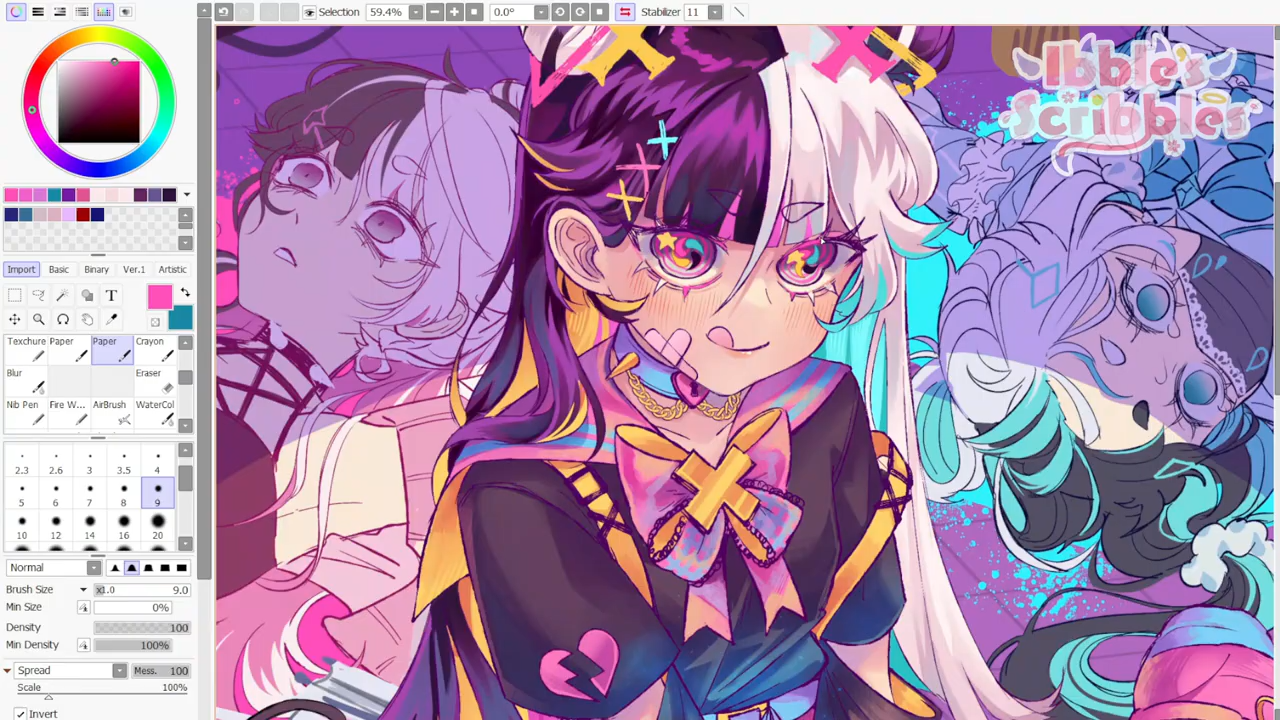 Selection 59.4% 0.0° Stabilizer 11
Ibble's
Scribbles
Import Basic Binary Ver.1 Artistic
T
Texchure Paper Paper Crayon
Blur Eraser
Nib Pen Fire W... AirBrush WaterCol
2.3 2.6 3 3.5 4
5 6 7 8 9
10 12 14 16 20
Normal
Brush Size x1.0 9.0
Min Size 0%
Density 100
Min Density 100%
Spread Mess. 100
Scale 100%
Invert